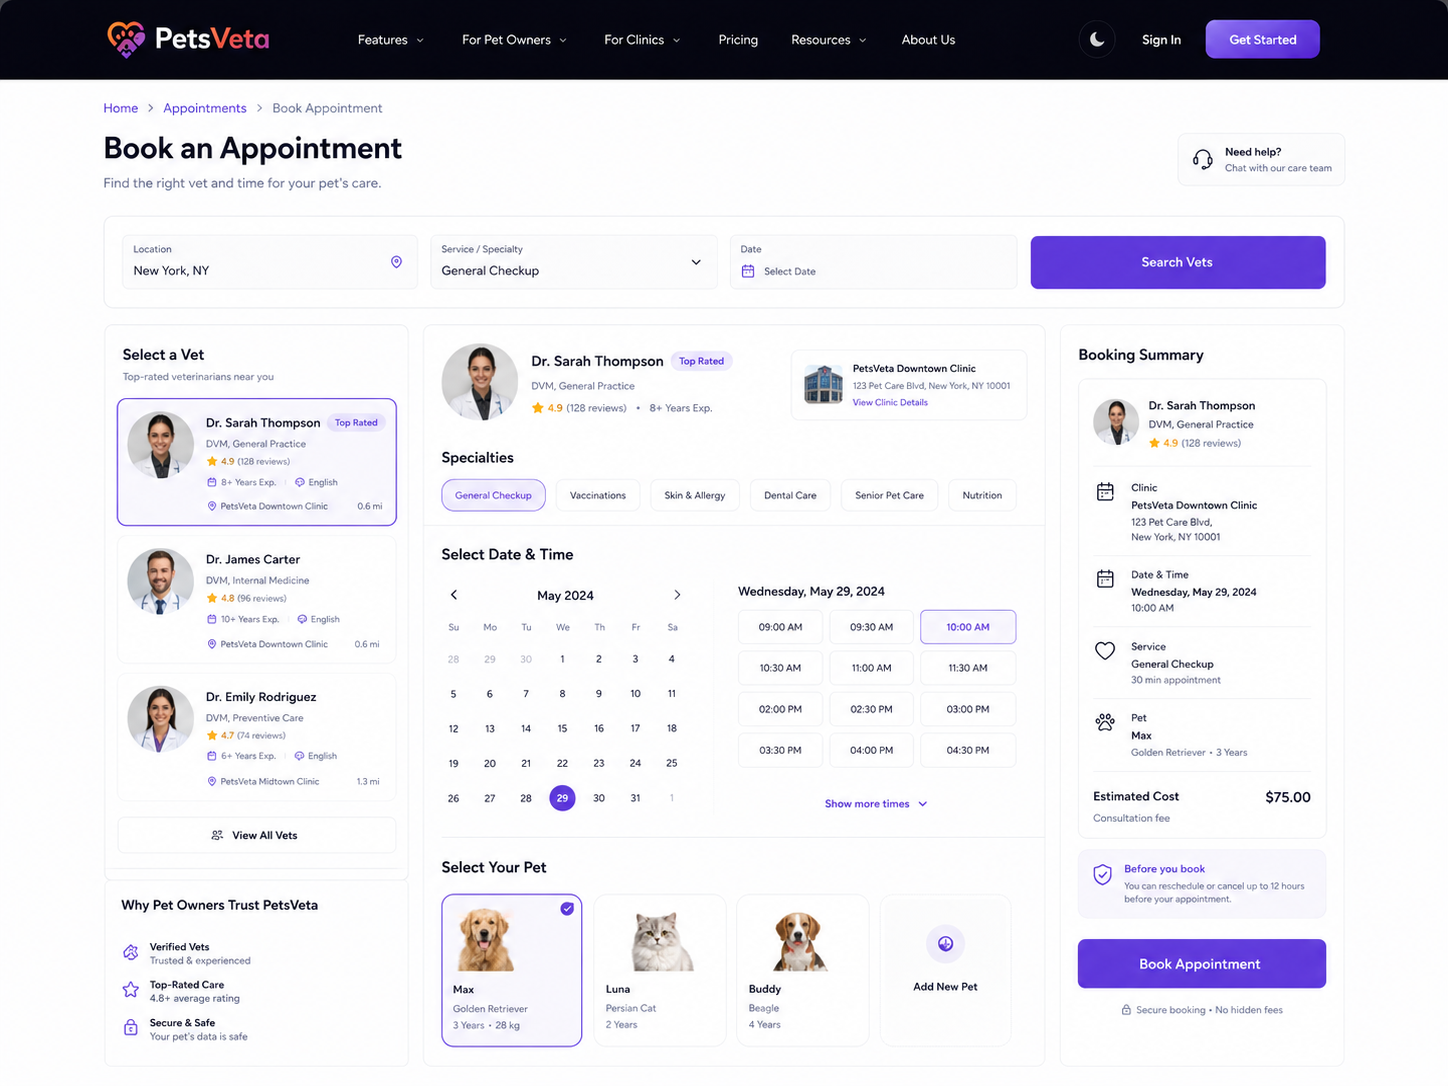 PetsVeta
Features
For Pet Owners
For Clinics
Pricing
Resources
About Us
Sign In
Get Started
Home > Appointments > Book Appointment
Book an Appointment
Find the right vet and time for your pet's care.
Need help?
Chat with our care team
Location
New York, NY
Service / Specialty
General Checkup
Date
Select Date
Search Vets
Select a Vet
Top-rated veterinarians near you
Dr. Sarah Thompson Top Rated
DVM, General Practice
4.9 (128 reviews)
8+ Years Exp. English
PetsVeta Downtown Clinic 0.6 mi
Dr. James Carter
DVM, Internal Medicine
4.8 (96 reviews)
10+ Years Exp. English
PetsVeta Downtown Clinic 0.6 mi
Dr. Emily Rodriguez
DVM, Preventive Care
4.7 (74 reviews)
6+ Years Exp. English
PetsVeta Midtown Clinic 1.3 mi
View All Vets
Why Pet Owners Trust PetsVeta
Verified Vets
Trusted & experienced
Top-Rated Care
4.8+ average rating
Secure & Safe
Your pet's data is safe
Dr. Sarah Thompson Top Rated
DVM, General Practice
4.9 (128 reviews) • 8+ Years Exp.
PetsVeta Downtown Clinic
123 Pet Care Blvd, New York, NY 10001
View Clinic Details
Specialties
General Checkup
Vaccinations
Skin & Allergy
Dental Care
Senior Pet Care
Nutrition
Select Date & Time
May 2024
Su Mo Tu We Th Fr Sa
28 29 30 1 2 3 4
5 6 7 8 9 10 11
12 13 14 15 16 17 18
19 20 21 22 23 24 25
26 27 28 29 30 31 1
Wednesday, May 29, 2024
09:00 AM 09:30 AM 10:00 AM
10:30 AM 11:00 AM 11:30 AM
02:00 PM 02:30 PM 03:00 PM
03:30 PM 04:00 PM 04:30 PM
Show more times
Select Your Pet
Max
Golden Retriever
3 Years • 28 kg
Luna
Persian Cat
2 Years
Buddy
Beagle
4 Years
Add New Pet
Booking Summary
Dr. Sarah Thompson
DVM, General Practice
4.9 (128 reviews)
Clinic
PetsVeta Downtown Clinic
123 Pet Care Blvd,
New York, NY 10001
Date & Time
Wednesday, May 29, 2024
10:00 AM
Service
General Checkup
30 min appointment
Pet
Max
Golden Retriever • 3 Years
Estimated Cost $75.00
Consultation fee
Before you book
You can reschedule or cancel up to 12 hours
before your appointment.
Book Appointment
Secure booking • No hidden fees